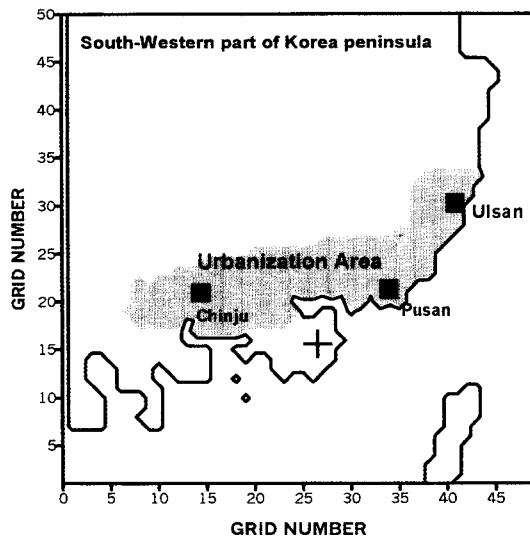 South-Western part of Korea peninsula
50
45
40
35
30
25
20
15
10
5
GRID NUMBER
Ulsan
Urbanization Area
Pusan
Chinju
0 5 10 15 20 25 30 35 40 45
GRID NUMBER